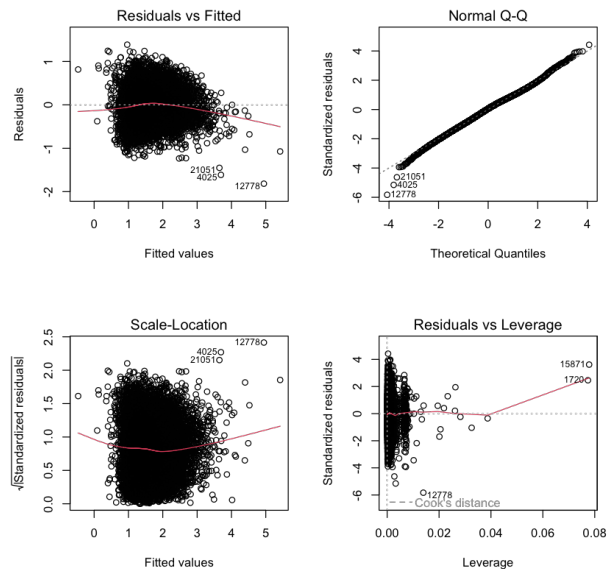 Residuals vs Fitted
Residuals
1
0
-1
-2
21051
4025
12778
0 1 2 3 4 5
Fitted values
Normal Q-Q
Standardized residuals
4
2
0
-2
-4
-6
21051
4025
12778
-4 -2 0 2 4
Theoretical Quantiles
Scale-Location
√|Standardized residuals|
2.5
2.0
1.5
1.0
0.5
0.0
12778
4025
21051
0 1 2 3 4 5
Fitted values
Residuals vs Leverage
Standardized residuals
4
2
0
-2
-4
-6
15871
1720
12778
Cook's distance
0.00 0.02 0.04 0.06 0.08
Leverage